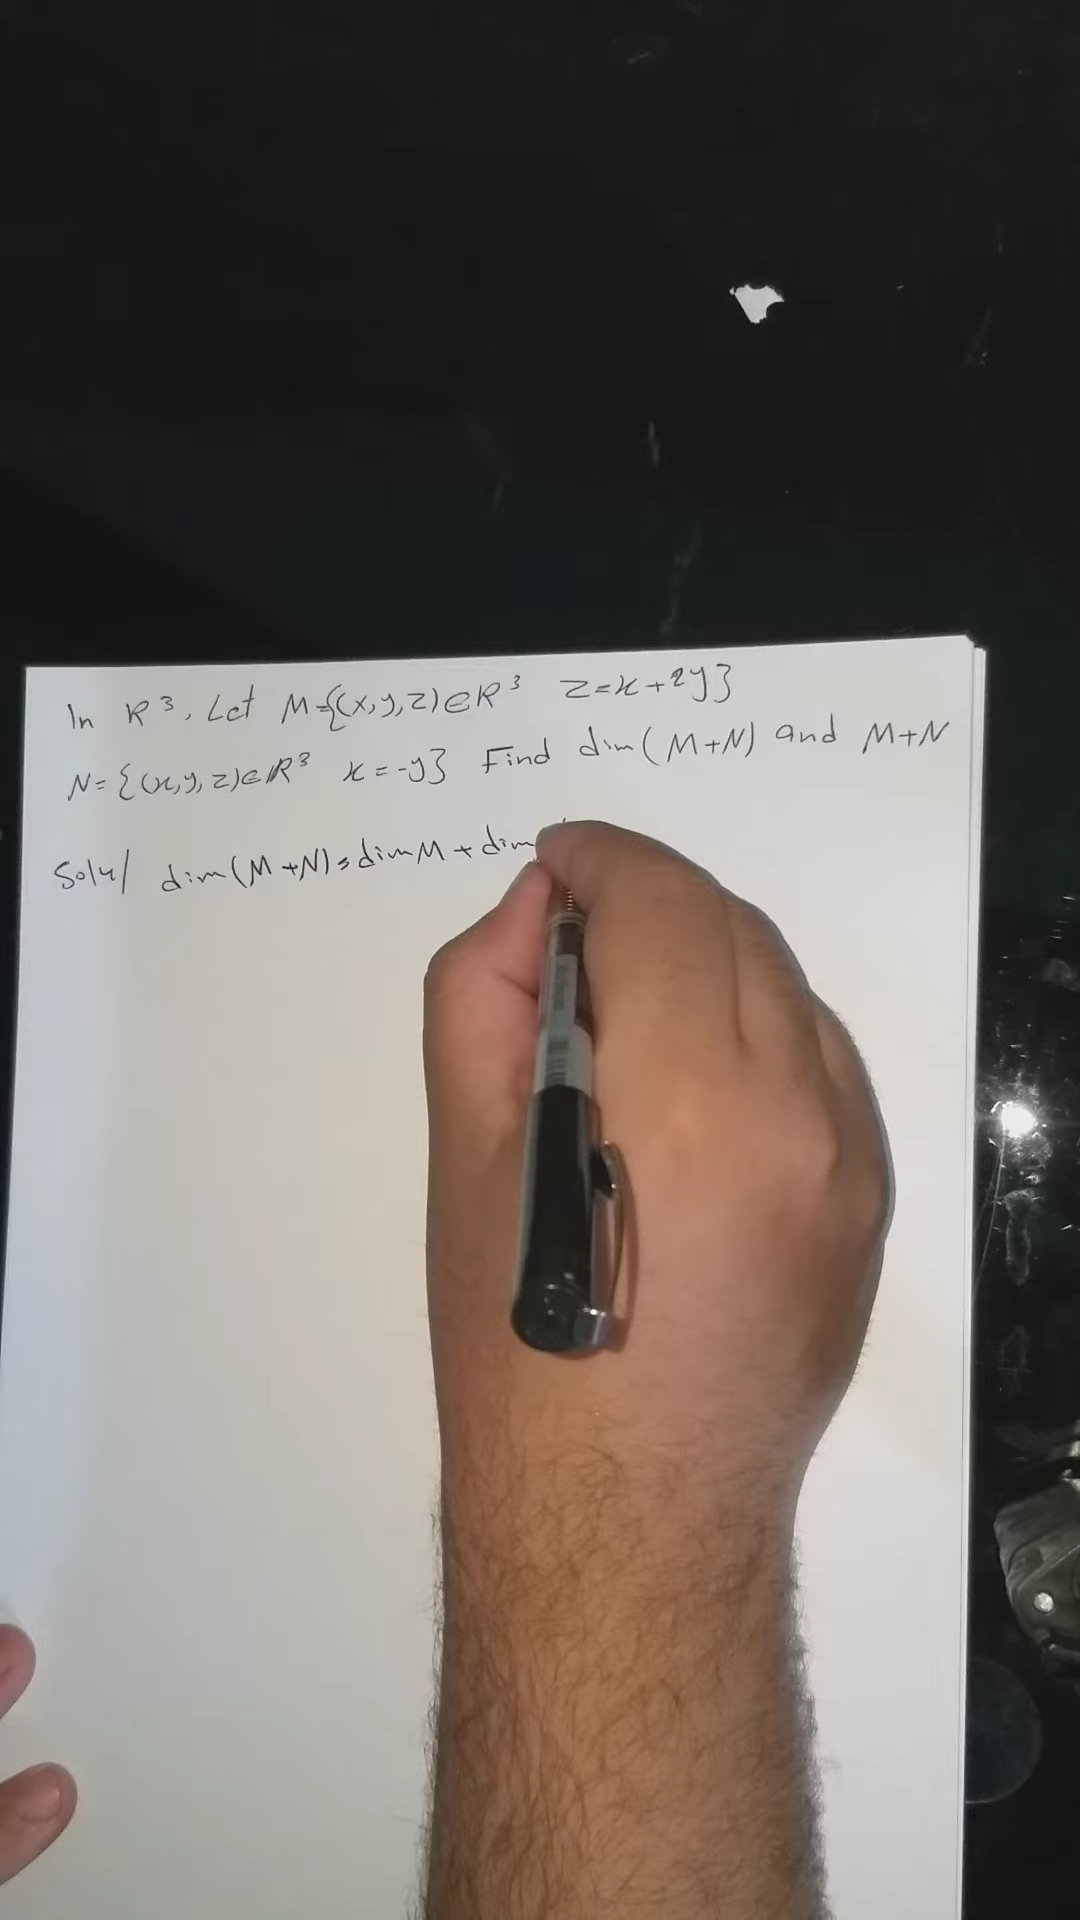 In R³, Let M={(x,y,z)∈R³ z=x+2y}
N={(x,y,z)∈R³ x=-y} Find dim(M+N) and M+N
Solu/ dim(M+N)=dimM+dim